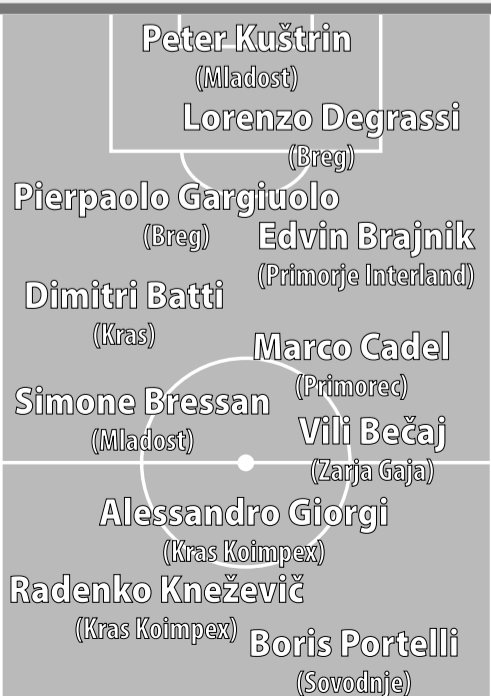 Peter Kuštrin
(Mladost)
Lorenzo Degrassi
(Breg)
Pierpaolo Gargiuolo
(Breg)
Edvin Brajnik
(Primorje Interland)
Dimitri Batti
(Kras)
Marco Cadel
(Primorec)
Simone Bressan
(Mladost)
Vili Bečaj
(Zarja Gaja)
Alessandro Giorgi
(Kras Koimpex)
Radenko Kneževič
(Kras Koimpex)
Boris Portelli
(Sovodnje)